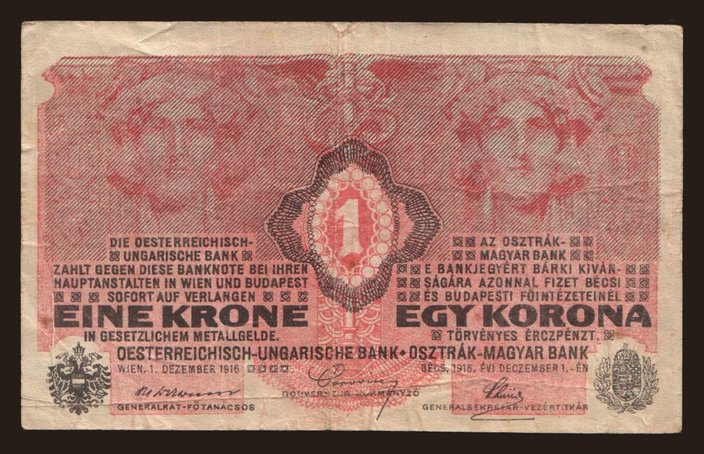 DIE OESTERREICHISCH-
UNGARISCHE BANK
ZAHLT GEGEN DIESE BANKNOTE BEI IHREN
HAUPTANSTALTEN IN WIEN UND BUDAPEST
SOFORT AUF VERLANGEN
EINE KRONE
IN GESETZLICHEM METALLGELDE.
1
AZ OSZTRÁK-
MAGYAR BANK
E BANKJEGYÉRT BÁRKI KIVÁN-
SÁGÁRA AZONNAL FIZET BÉCSI
ÉS BUDAPESTI FŐINTÉZETEINÉL
EGY KORONA
TÖRVÉNYES ÉRCZPÉNZT.
OESTERREICHISCH-UNGARISCHE BANK • OSZTRÁK-MAGYAR BANK
WIEN, 1. DEZEMBER 1916
BÉCS, 1916. ÉVI DECZEMBER 1.-ÉN
GENERALRAT-FŐTANÁCSOS
GOUVERNEUR KORMÁNYZÓ
GENERALSEKRETÄR-VEZÉRTITKÁR